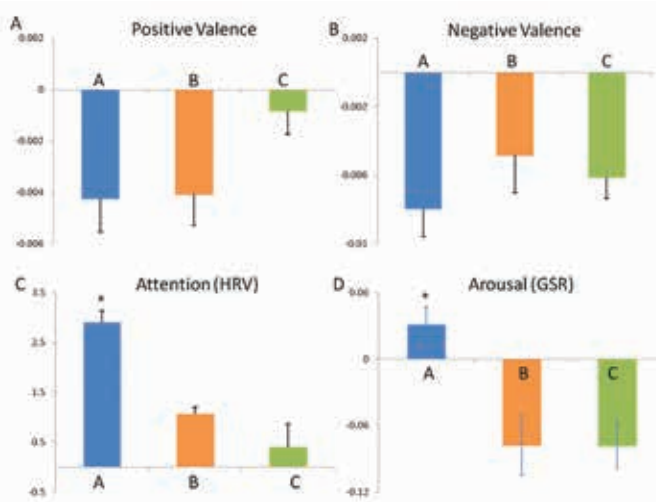 A
Positive Valence
0.002
A B C
0
-0.002
-0.004
-0.006
B
Negative Valence
0.002
A B C
-0.002
-0.006
-0.01
C
Attention (HRV)
3.5
*
1.5
0.5
-0.5
A B C
D
Arousal (GSR)
0.06
*
0
A B C
-0.06
-0.12